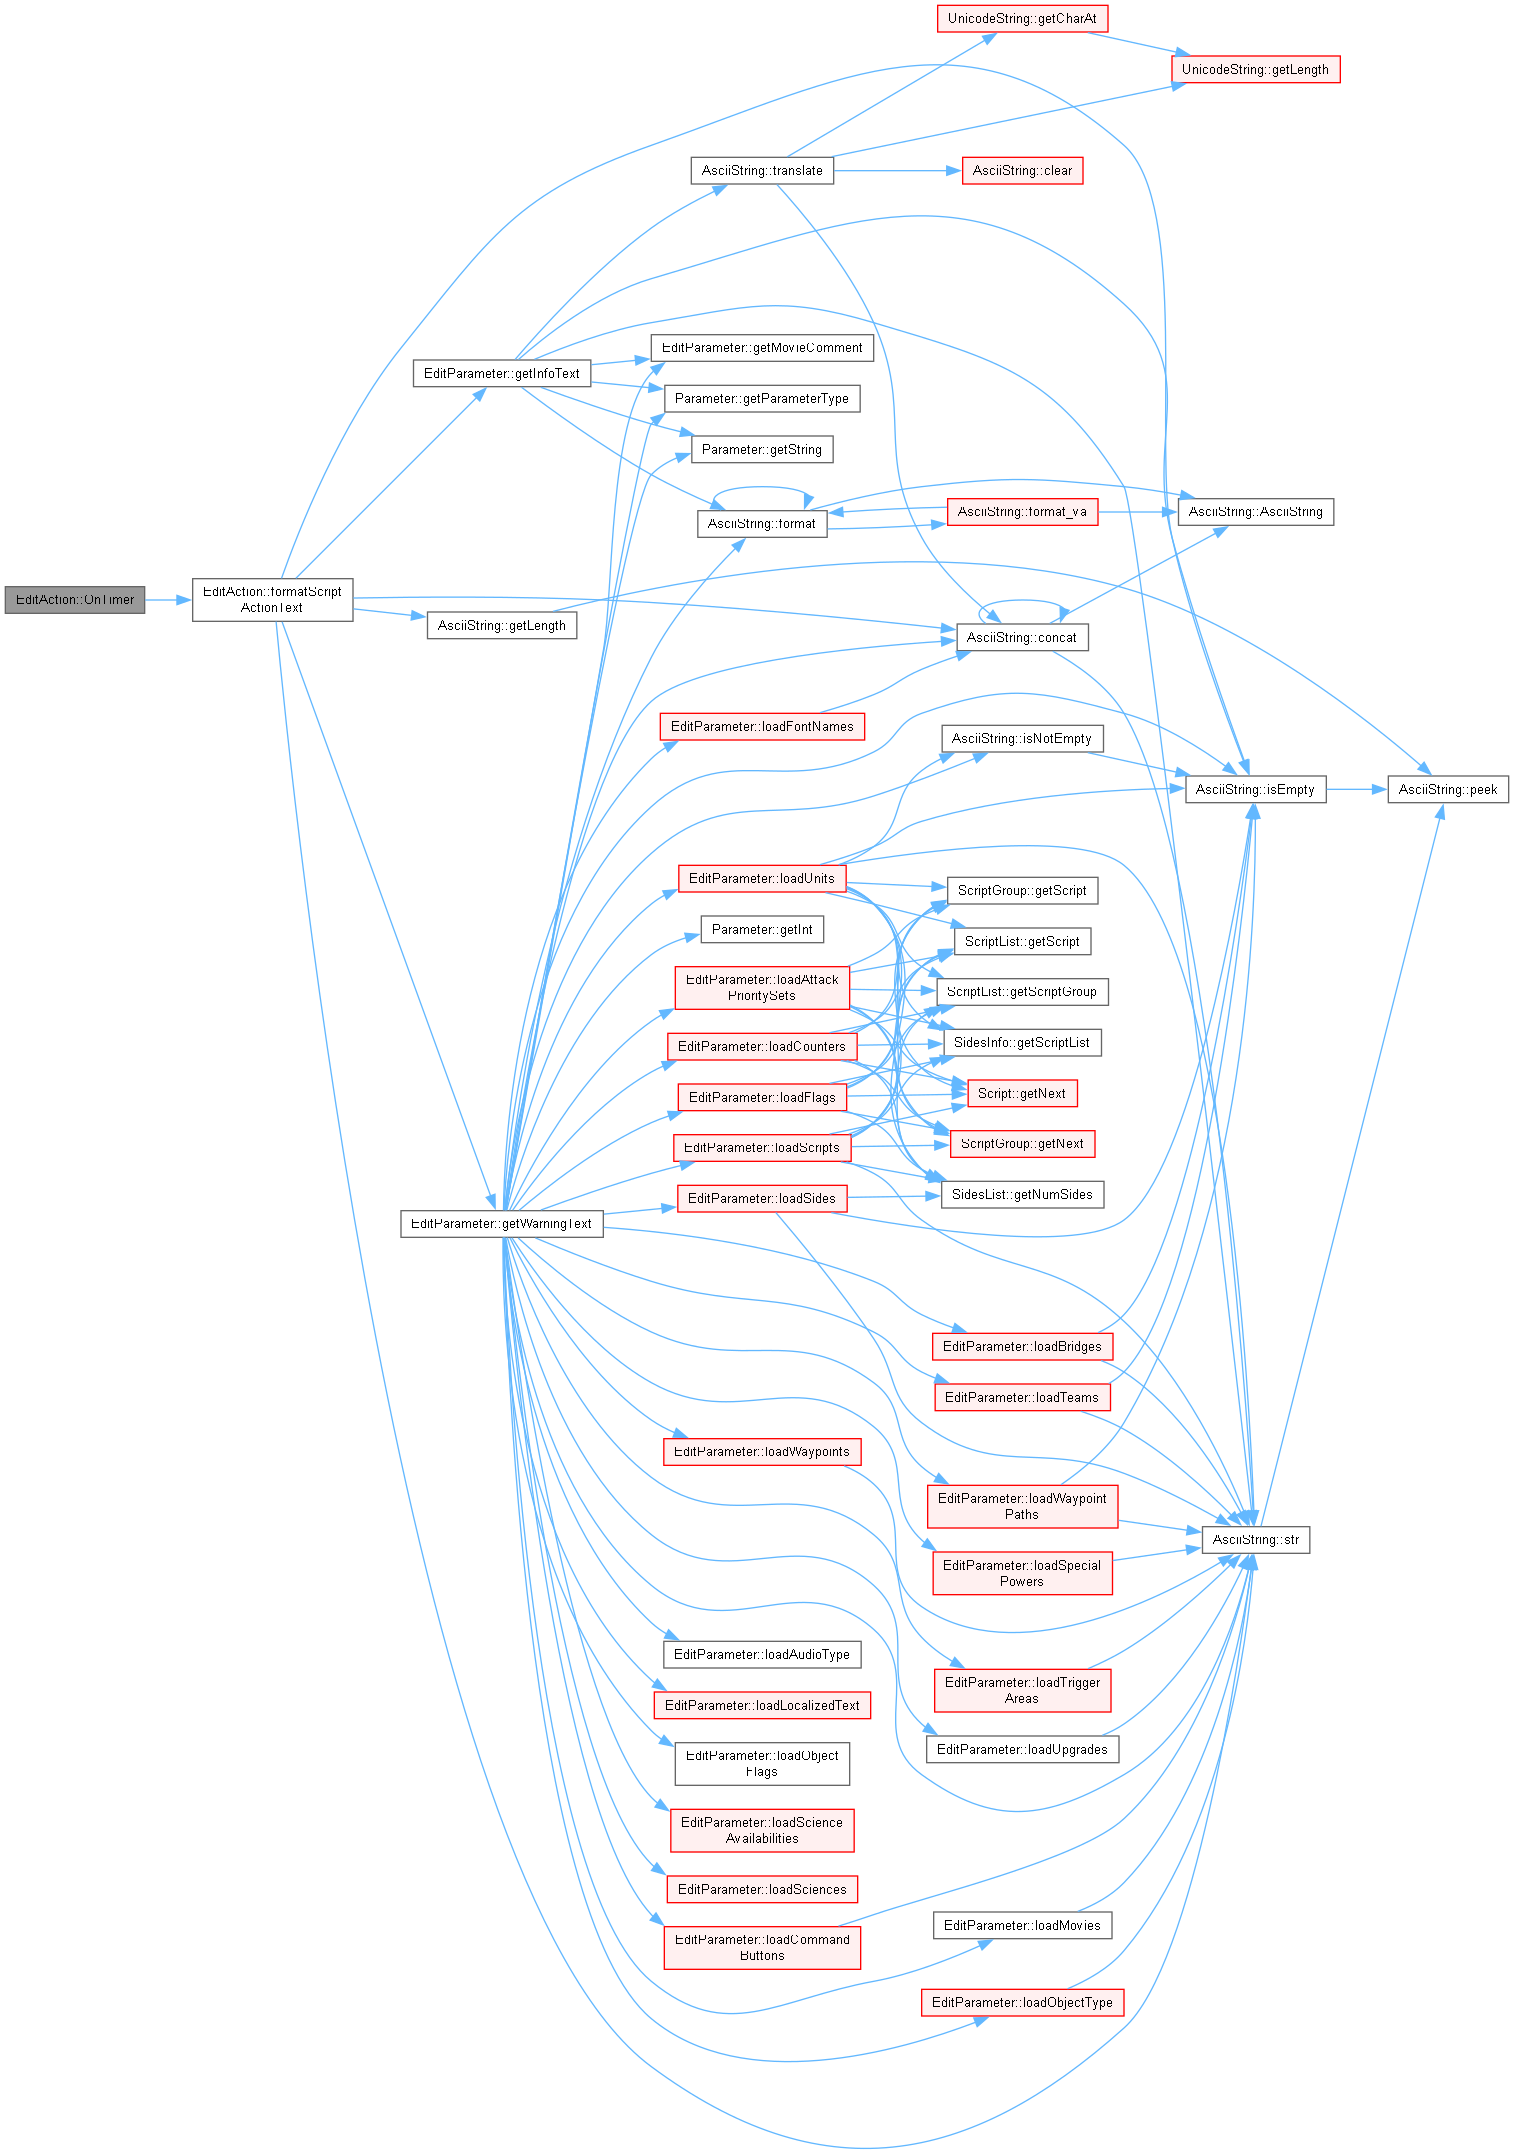 UnicodeString::getCharAt
UnicodeString::getLength
AsciiString::translate
AsciiString::clear
EditParameter::getMovieComment
EditParameter::getInfoText
Parameter::getParameterType
Parameter::getString
AsciiString::format
AsciiString::format_va
AsciiString::AsciiString
EditAction::OnTimer
EditAction::formatScript
ActionText
AsciiString::getLength
AsciiString::concat
EditParameter::loadFontNames
AsciiString::isNotEmpty
AsciiString::isEmpty
AsciiString::peek
EditParameter::loadUnits
ScriptGroup::getScript
Parameter::getInt
ScriptList::getScript
EditParameter::loadAttack
PrioritySets
ScriptList::getScriptGroup
EditParameter::loadCounters
SidesInfo::getScriptList
EditParameter::loadFlags
Script::getNext
EditParameter::loadScripts
ScriptGroup::getNext
EditParameter::loadSides
SidesList::getNumSides
EditParameter::getWarningText
EditParameter::loadBridges
EditParameter::loadTeams
EditParameter::loadWaypoints
EditParameter::loadWaypoint
Paths
AsciiString::str
EditParameter::loadSpecial
Powers
EditParameter::loadAudioType
EditParameter::loadTrigger
Areas
EditParameter::loadLocalizedText
EditParameter::loadUpgrades
EditParameter::loadObject
Flags
EditParameter::loadScience
Availabilities
EditParameter::loadSciences
EditParameter::loadMovies
EditParameter::loadCommand
Buttons
EditParameter::loadObjectType